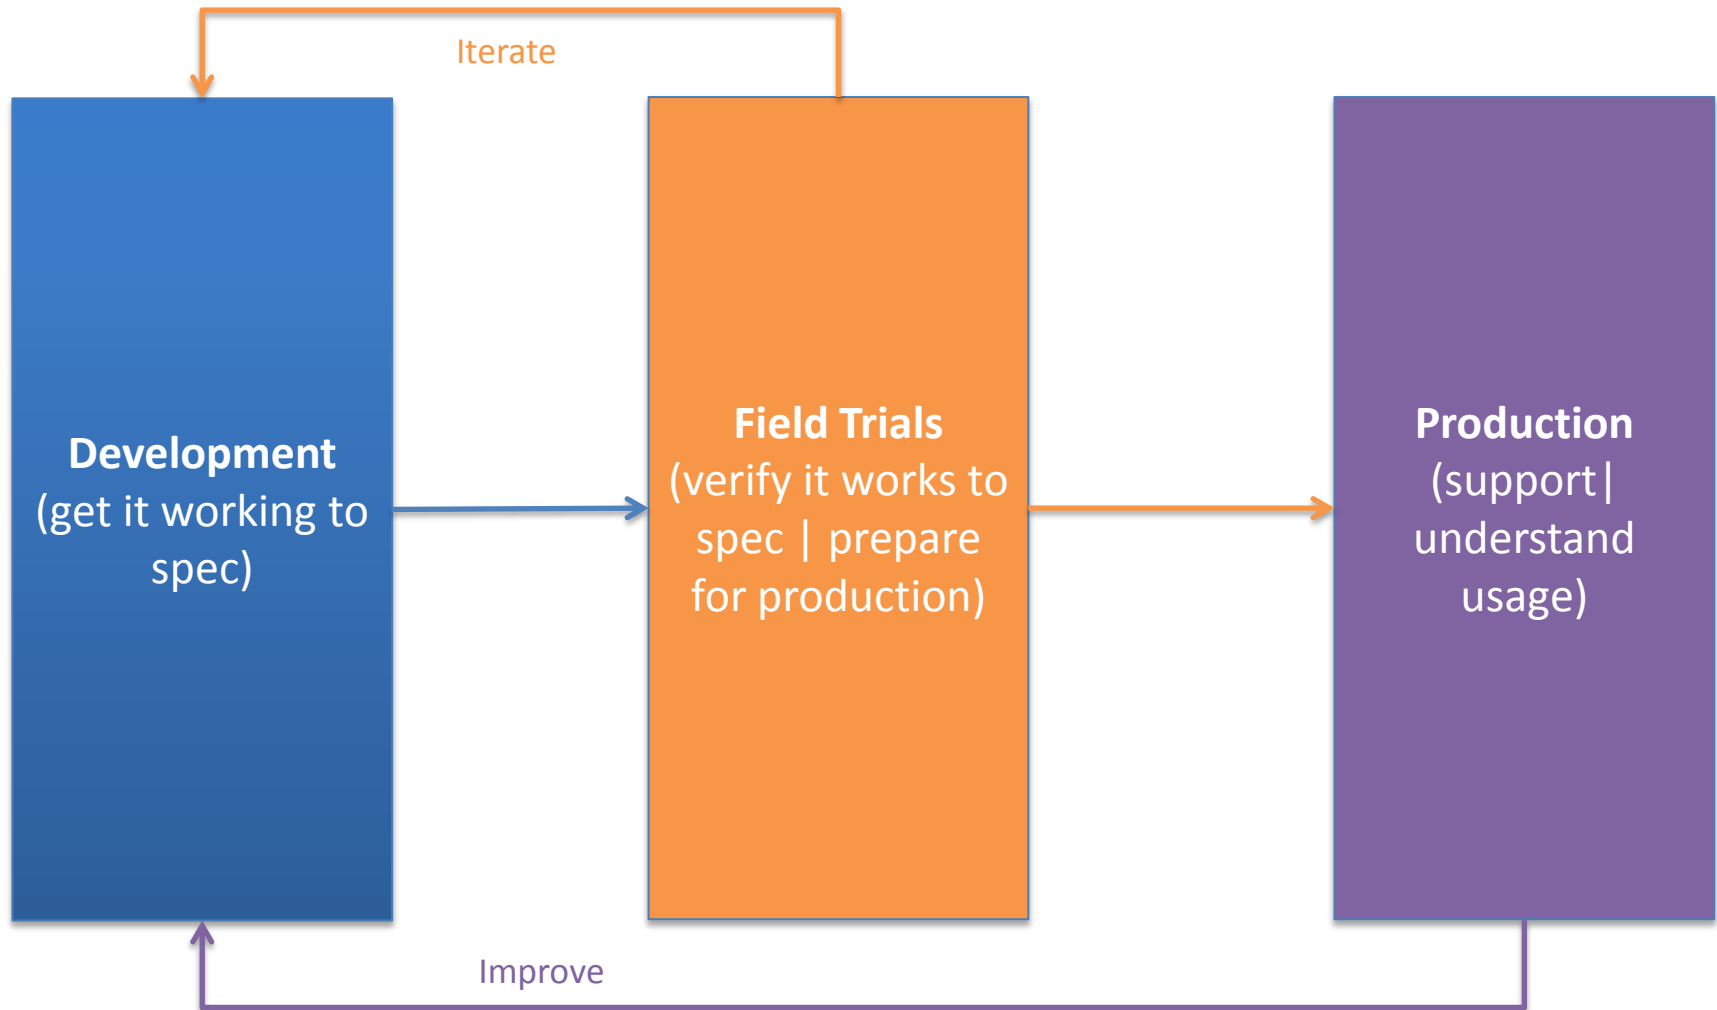 Iterate
Development
(get it working to
spec)
Field Trials
(verify it works to
spec | prepare
for production)
Production
(support|
understand
usage)
Improve